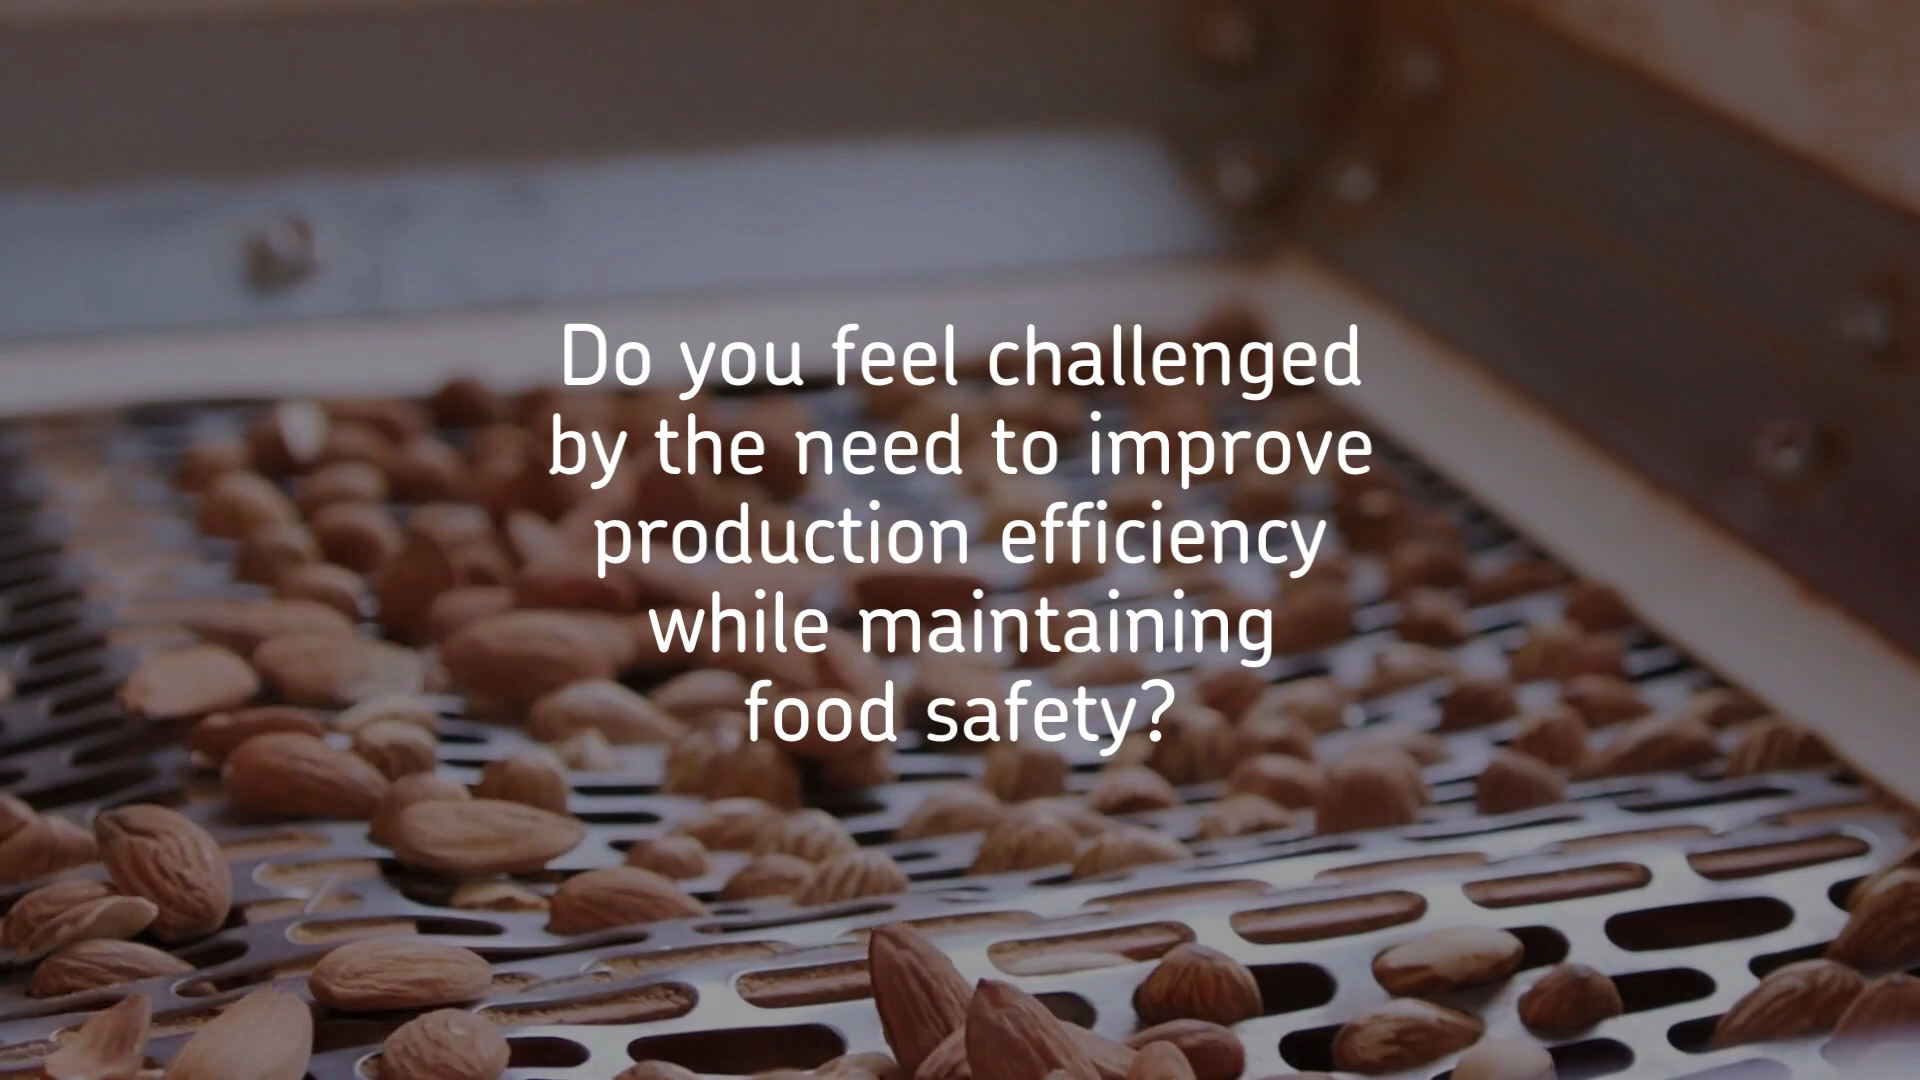 Do you feel challenged
by the need to improve
production efficiency
while maintaining
food safety?